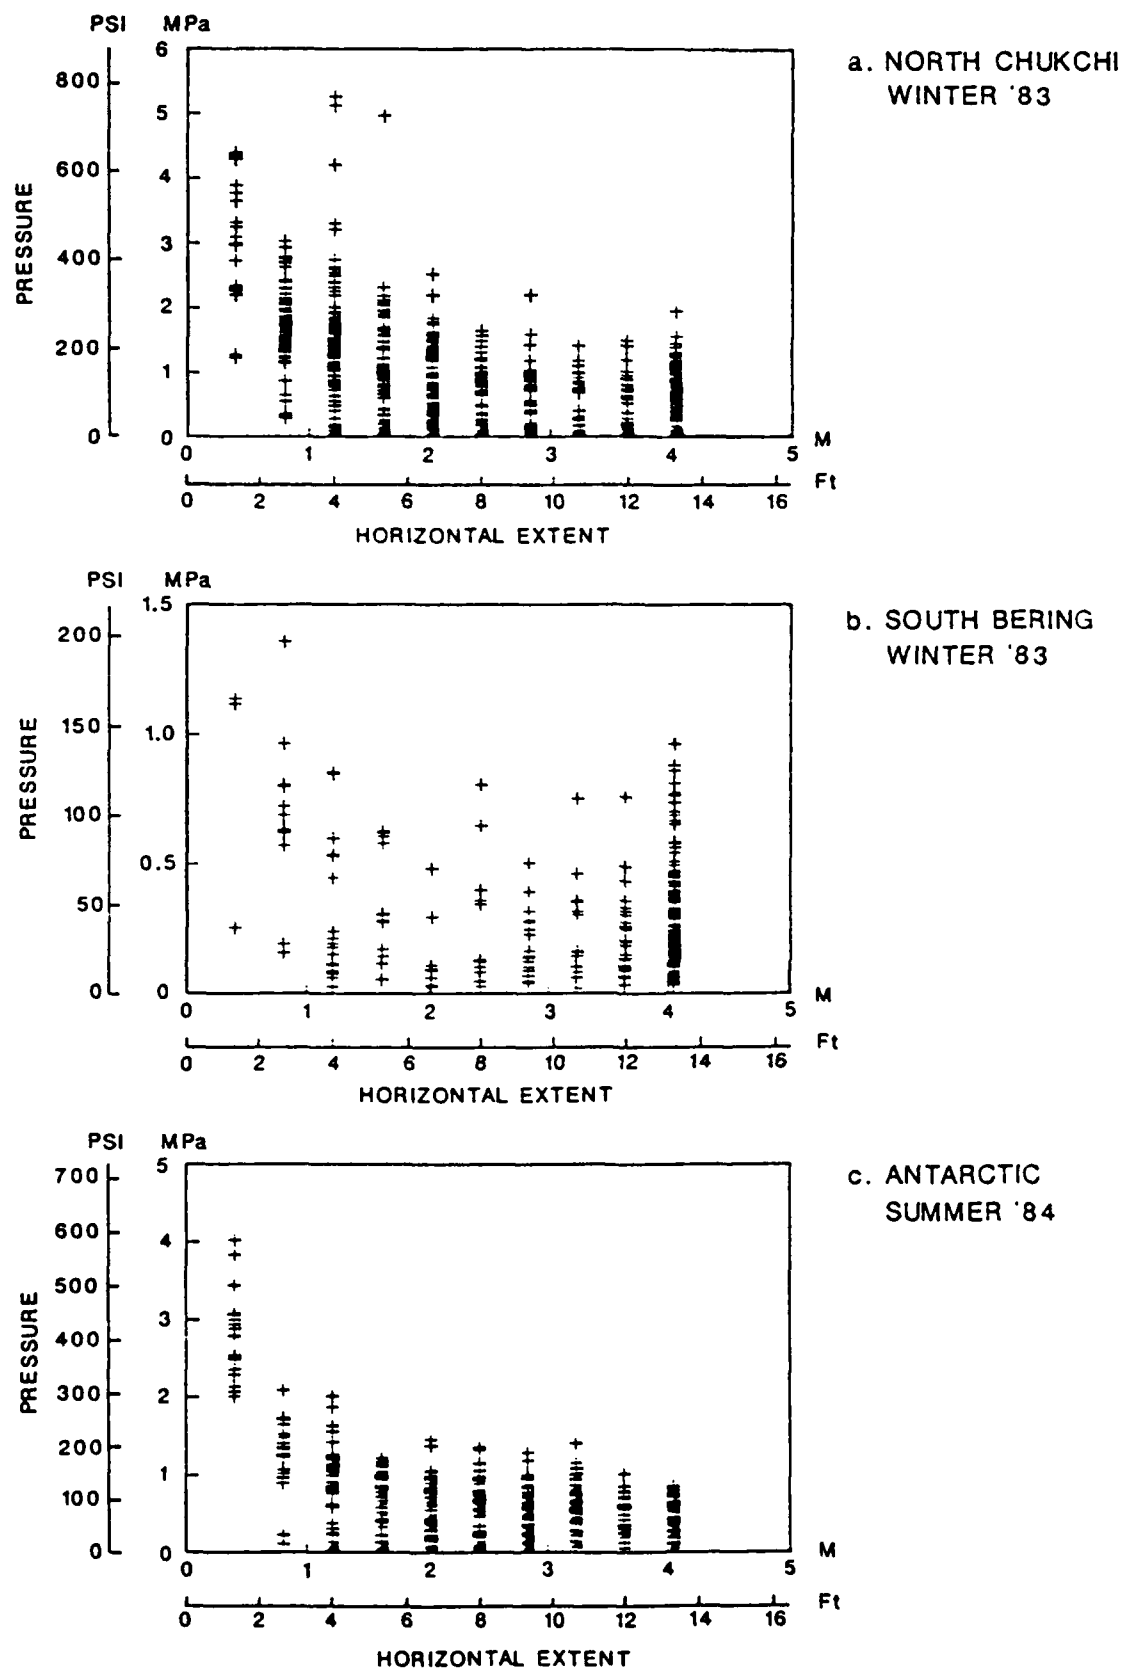 PSI MPa
6
800
5
600
4
3
400
2
200
1
0 0
PRESSURE
0 1 2 3 4 5 M
0 2 4 6 8 10 12 14 16 Ft
HORIZONTAL EXTENT
a. NORTH CHUKCHI
WINTER '83
PSI MPa
1.5
200
150
1.0
100
0.5
50
0 0
PRESSURE
0 1 2 3 4 5 M
0 2 4 6 8 10 12 14 16 Ft
HORIZONTAL EXTENT
b. SOUTH BERING
WINTER '83
PSI MPa
5
700
600
4
500
3
400
300
2
200
1
100
0 0
PRESSURE
0 1 2 3 4 5 M
0 2 4 6 8 10 12 14 16 Ft
HORIZONTAL EXTENT
c. ANTARCTIC
SUMMER '84